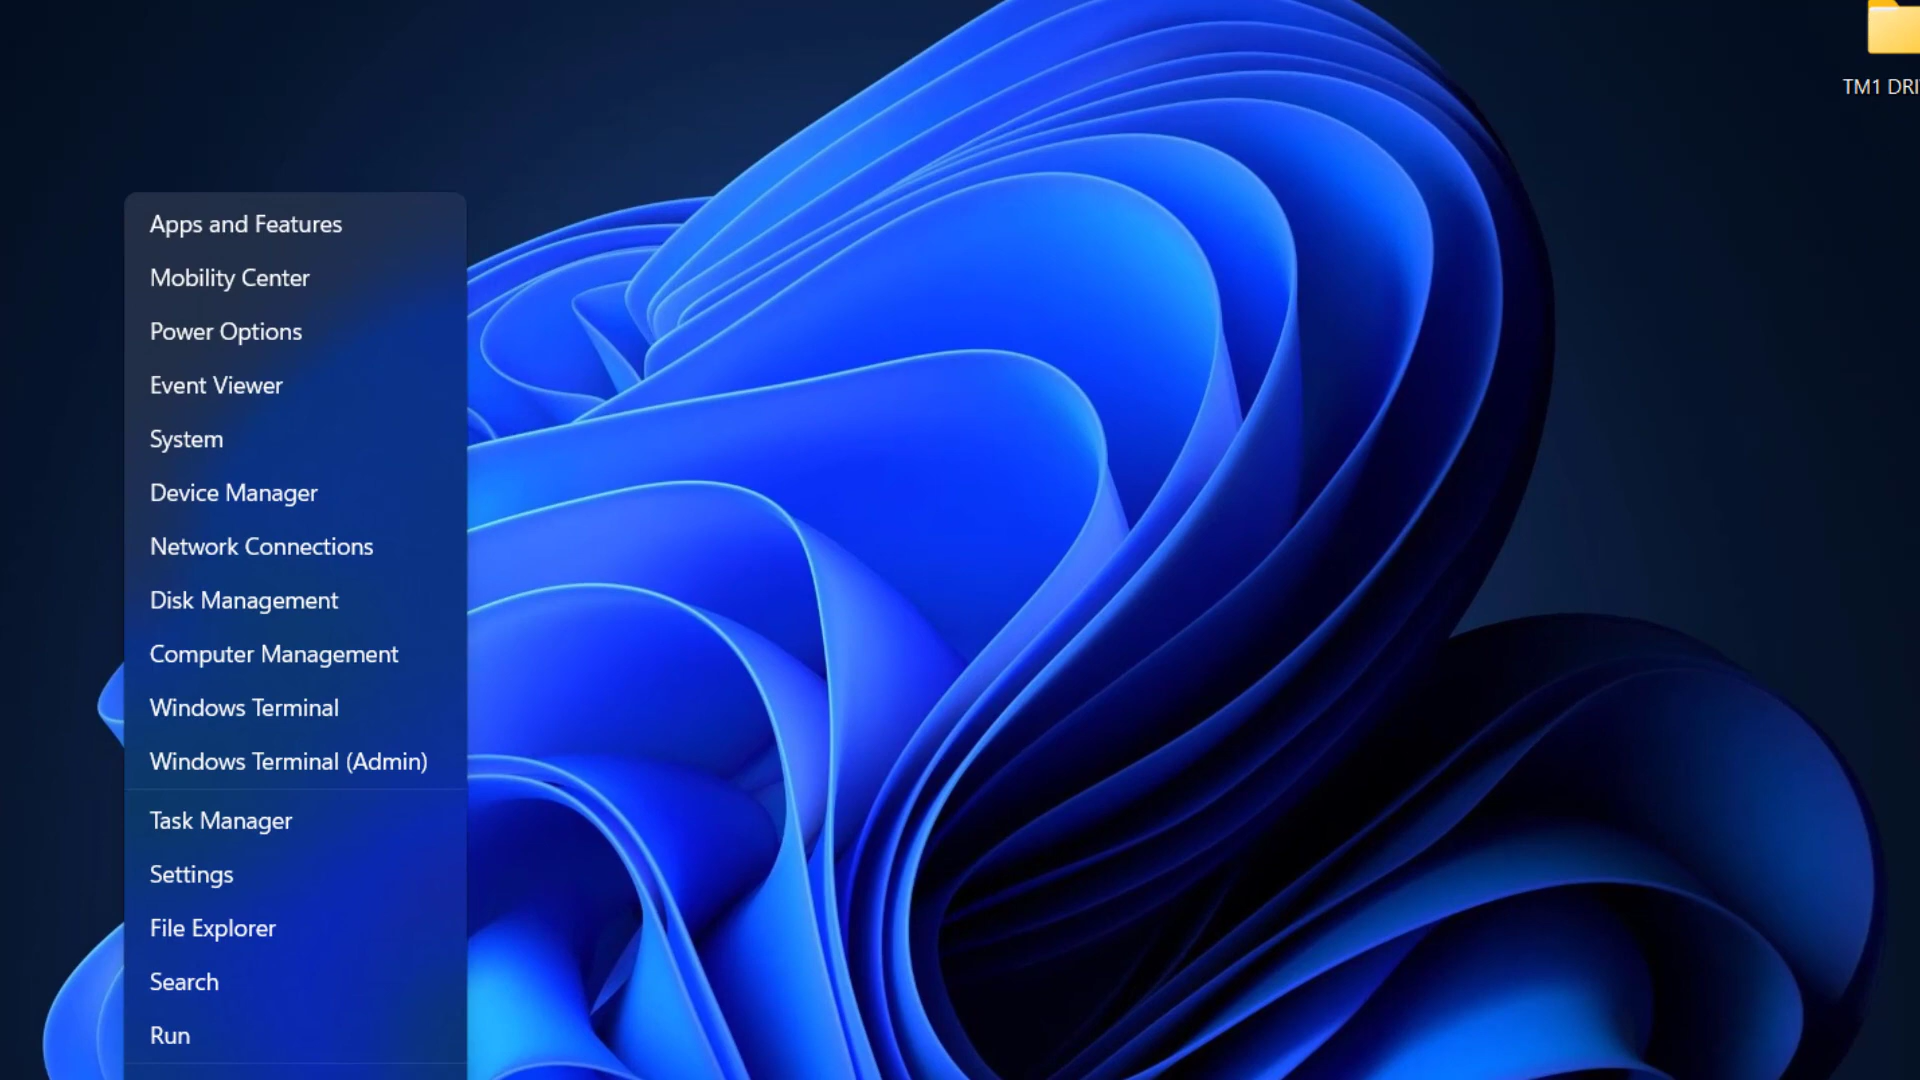 TM1 DRI
Apps and Features
Mobility Center
Power Options
Event Viewer
System
Device Manager
Network Connections
Disk Management
Computer Management
Windows Terminal
Windows Terminal (Admin)
Task Manager
Settings
File Explorer
Search
Run